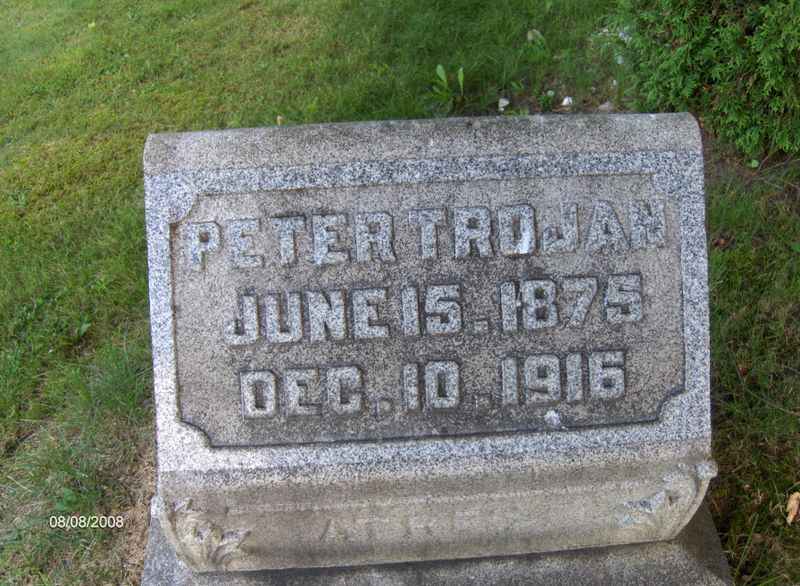 PETER TROJAN
JUNE 15. 1875
DEC. 10. 1916
08/08/2008